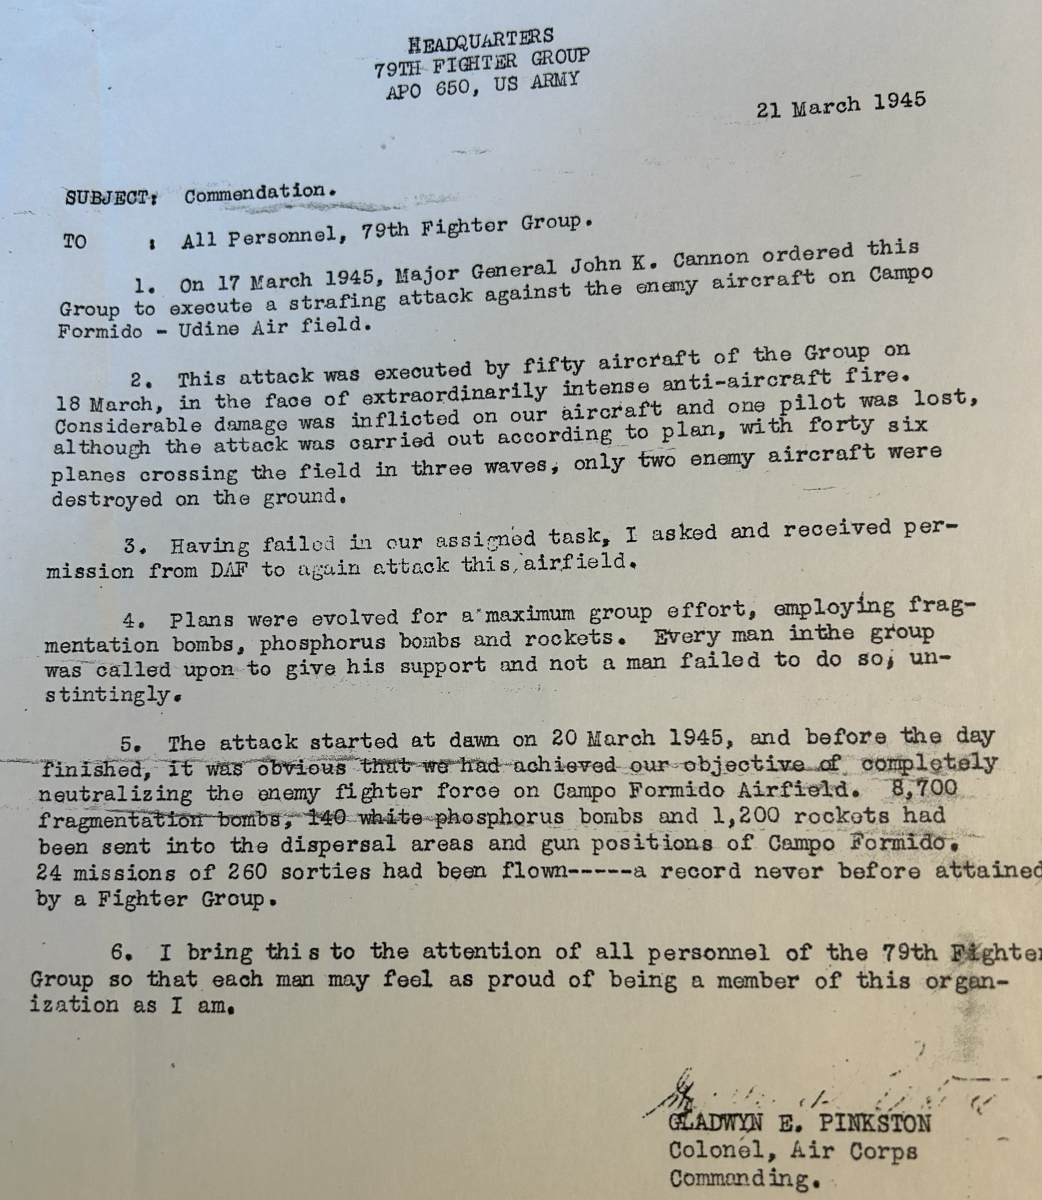 HEADQUARTERS
79TH FIGHTER GROUP
APO 650, US ARMY
21 March 1945
SUBJECT: Commendation.
TO : All Personnel, 79th Fighter Group.
1. On 17 March 1945, Major General John K. Cannon ordered this
Group to execute a strafing attack against the enemy aircraft on Campo
Formido - Udine Air field.
2. This attack was executed by fifty aircraft of the Group on
18 March, in the face of extraordinarily intense anti-aircraft fire.
Considerable damage was inflicted on our aircraft and one pilot was lost,
although the attack was carried out according to plan, with forty six
planes crossing the field in three waves, only two enemy aircraft were
destroyed on the ground.
3. Having failed in our assigned task, I asked and received per-
mission from DAF to again attack this airfield.
4. Plans were evolved for a maximum group effort, employing frag-
mentation bombs, phosphorus bombs and rockets. Every man inthe group
was called upon to give his support and not a man failed to do so, un-
stintingly.
5. The attack started at dawn on 20 March 1945, and before the day
finished, it was obvious that we had achieved our objective of completely
neutralizing the enemy fighter force on Campo Formido Airfield. 8,700
fragmentation bombs, 140 white phosphorus bombs and 1,200 rockets had
been sent into the dispersal areas and gun positions of Campo Formido.
24 missions of 260 sorties had been flown-----a record never before attained
by a Fighter Group.
6. I bring this to the attention of all personnel of the 79th Fighter
Group so that each man may feel as proud of being a member of this organ-
ization as I am.
GLADWYN E. PINKSTON
Colonel, Air Corps
Commanding.